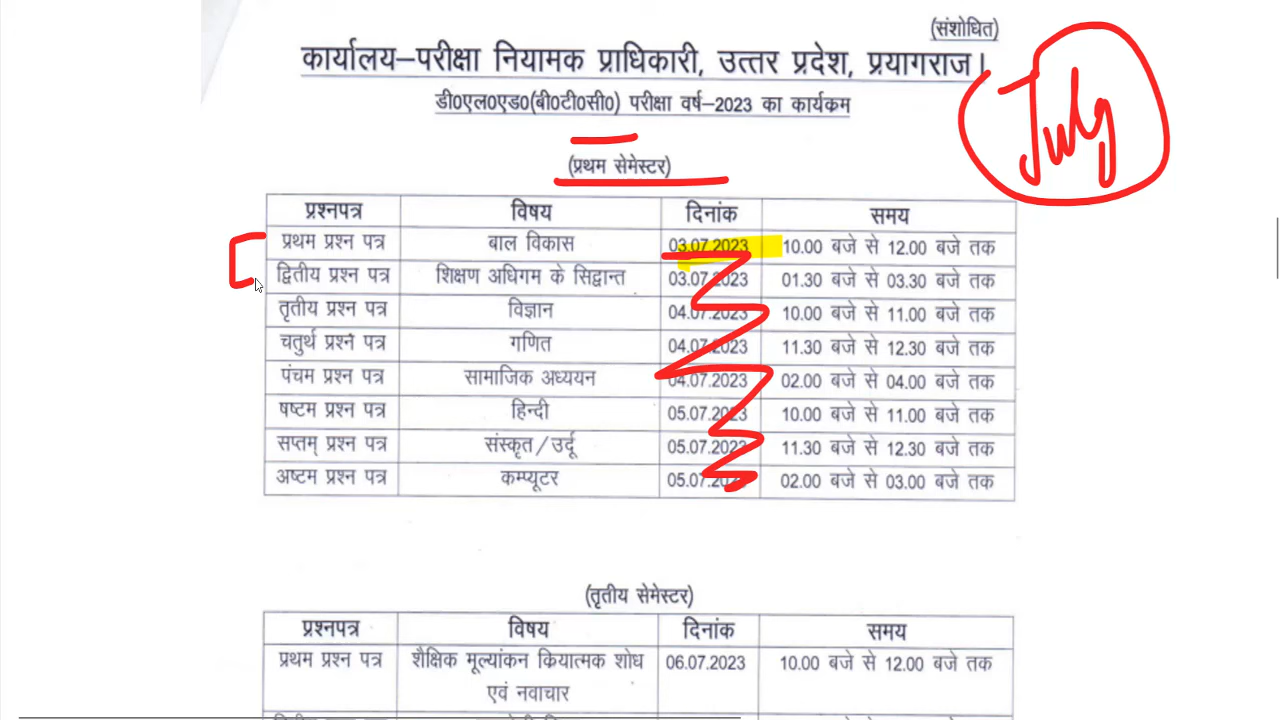 (संशोधित)
कार्यालय–परीक्षा नियामक प्राधिकारी, उत्तर प्रदेश, प्रयागराज।
डी0एल0एड0(बी0टी0सी0) परीक्षा वर्ष–2023 का कार्यक्रम
July
(प्रथम सेमेस्टर)
प्रश्नपत्र विषय दिनांक समय
प्रथम प्रश्न पत्र बाल विकास 03.07.2023 10.00 बजे से 12.00 बजे तक
द्वितीय प्रश्न पत्र शिक्षण अधिगम के सिद्वान्त 03.07.2023 01.30 बजे से 03.30 बजे तक
तृतीय प्रश्न पत्र विज्ञान 04.07.2023 10.00 बजे से 11.00 बजे तक
चतुर्थ प्रश्न पत्र गणित 04.07.2023 11.30 बजे से 12.30 बजे तक
पंचम प्रश्न पत्र सामाजिक अध्ययन 04.07.2023 02.00 बजे से 04.00 बजे तक
षष्टम प्रश्न पत्र हिन्दी 05.07.2023 10.00 बजे से 11.00 बजे तक
सप्तम् प्रश्न पत्र संस्कृत/उर्दू 05.07.2023 11.30 बजे से 12.30 बजे तक
अष्टम प्रश्न पत्र कम्प्यूटर 05.07.2023 02.00 बजे से 03.00 बजे तक
(तृतीय सेमेस्टर)
प्रश्नपत्र विषय दिनांक समय
प्रथम प्रश्न पत्र शैक्षिक मूल्यांकन कियात्मक शोध 06.07.2023 10.00 बजे से 12.00 बजे तक
एवं नवाचार